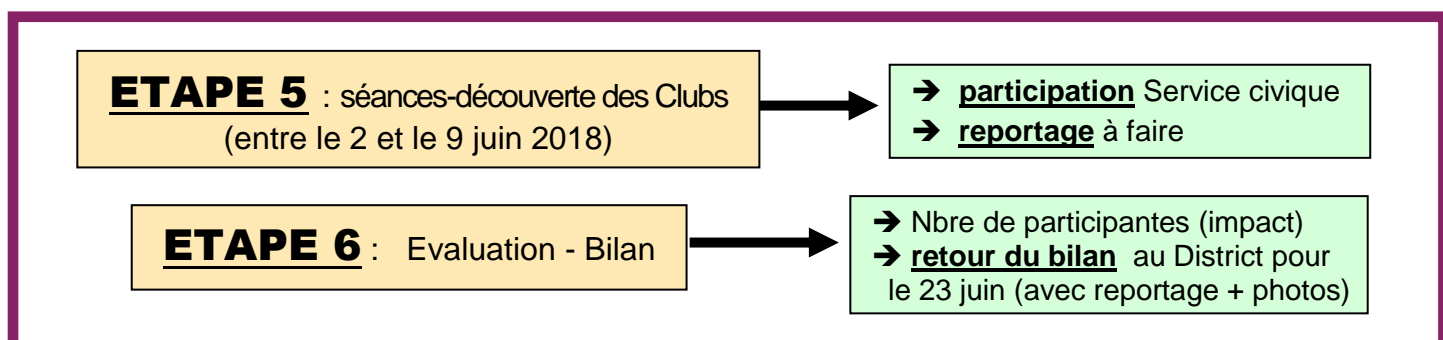 ETAPE 5 : séances-découverte des Clubs
(entre le 2 et le 9 juin 2018)
➔ participation Service civique
➔ reportage à faire
ETAPE 6 : Evaluation - Bilan
➔ Nbre de participantes (impact)
➔ retour du bilan au District pour
le 23 juin (avec reportage + photos)